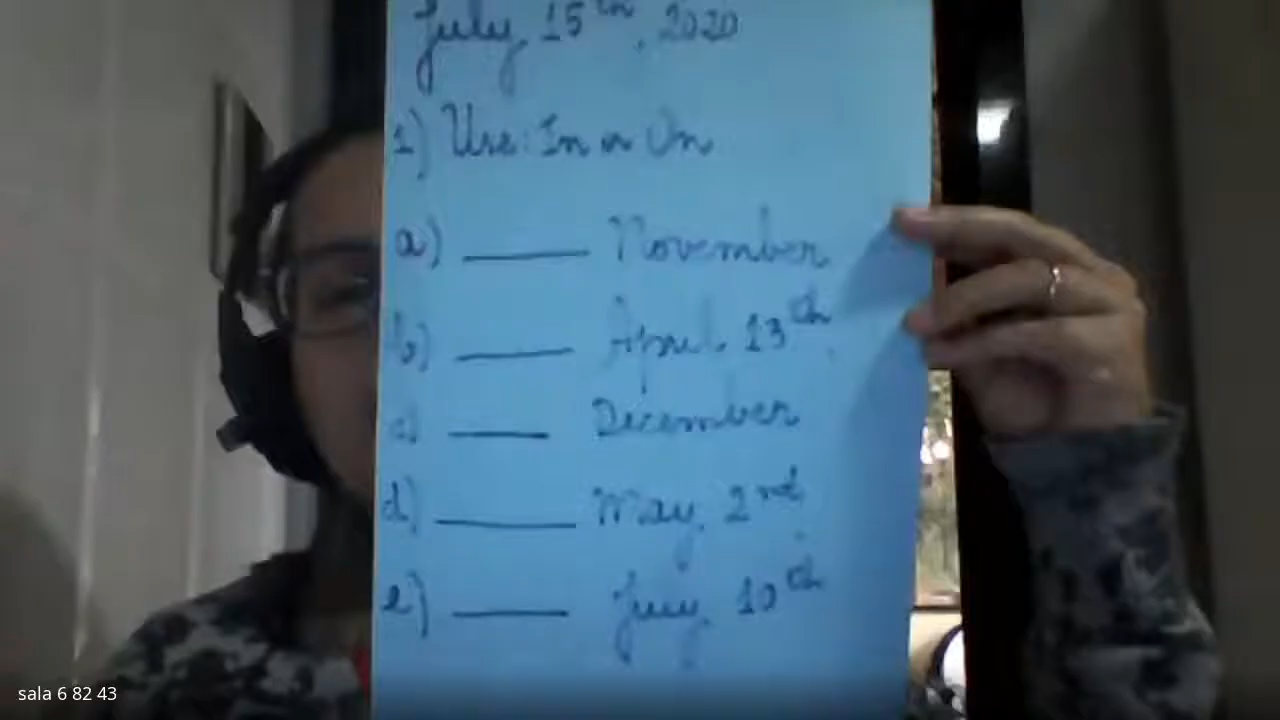 July 15th, 2020
1) Use: In or On
a) ______ November
b) ______ April 13th.
c) ______ December
d) ______ May 2nd.
e) ______ July 10th
sala 6 82 43